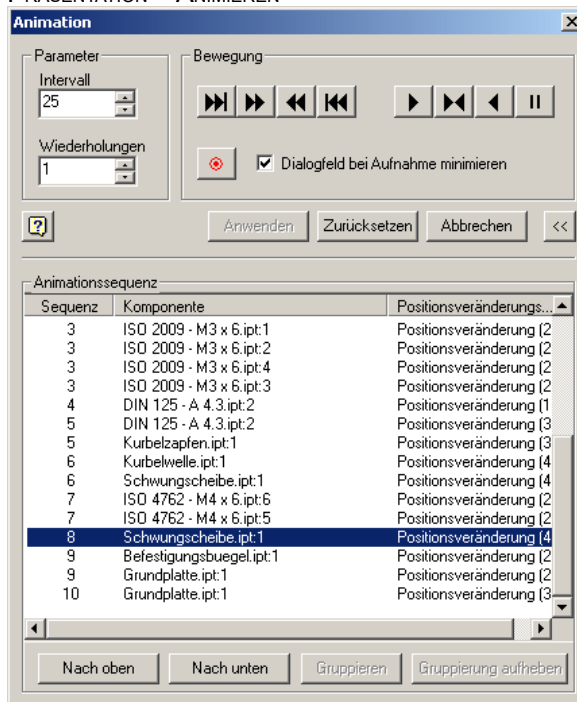 PRÄSENTATION ANIMIEREN
Animation
Parameter
Bewegung
Intervall
25
Wiederholungen
1
Dialogfeld bei Aufnahme minimieren
Anwenden Zurücksetzen Abbrechen <<
Animationssequenz
Sequenz Komponente Positionsveränderungs...
3 ISO 2009 - M3 x 6.ipt:1 Positionsveränderung (2
3 ISO 2009 - M3 x 6.ipt:2 Positionsveränderung (2
3 ISO 2009 - M3 x 6.ipt:4 Positionsveränderung (2
3 ISO 2009 - M3 x 6.ipt:3 Positionsveränderung (2
4 DIN 125 - A 4.3.ipt:2 Positionsveränderung (1
5 DIN 125 - A 4.3.ipt:2 Positionsveränderung (3
5 Kurbelzapfen.ipt:1 Positionsveränderung (3
6 Kurbelwelle.ipt:1 Positionsveränderung (4
6 Schwungscheibe.ipt:1 Positionsveränderung (4
7 ISO 4762 - M4 x 6.ipt:6 Positionsveränderung (2
7 ISO 4762 - M4 x 6.ipt:5 Positionsveränderung (2
8 Schwungscheibe.ipt:1 Positionsveränderung (4
9 Befestigungsbuegel.ipt:1 Positionsveränderung (2
9 Grundplatte.ipt:1 Positionsveränderung (2
10 Grundplatte.ipt:1 Positionsveränderung (3
Nach oben Nach unten Gruppieren Gruppierung aufheben